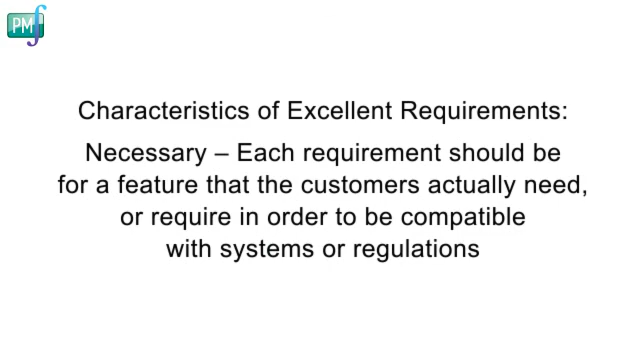 PMf
Characteristics of Excellent Requirements:
Necessary – Each requirement should be
for a feature that the customers actually need,
or require in order to be compatible
with systems or regulations